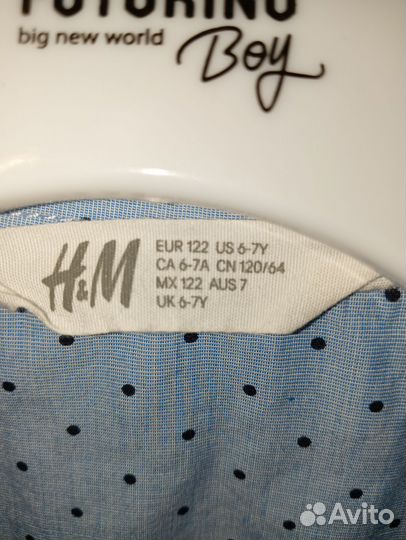 FUTURINO
big new world
Boy
H&M
EUR 122 US 6-7Y
CA 6-7A CN 120/64
MX 122 AUS 7
UK 6-7Y
Avito